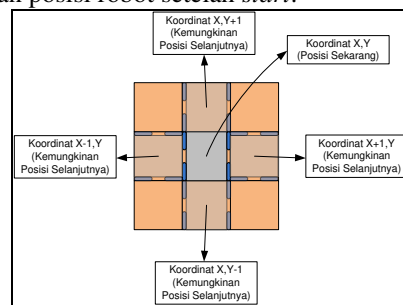 an posisi robot setelah start.
Koordinat X,Y+1
(Kemungkinan
Posisi Selanjutnya)
Koordinat X,Y
(Posisi Sekarang)
Koordinat X-1,Y
(Kemungkinan
Posisi Selanjutnya)
Koordinat X+1,Y
(Kemungkinan
Posisi Selanjutnya)
Koordinat X,Y-1
(Kemungkinan
Posisi Selanjutnya)